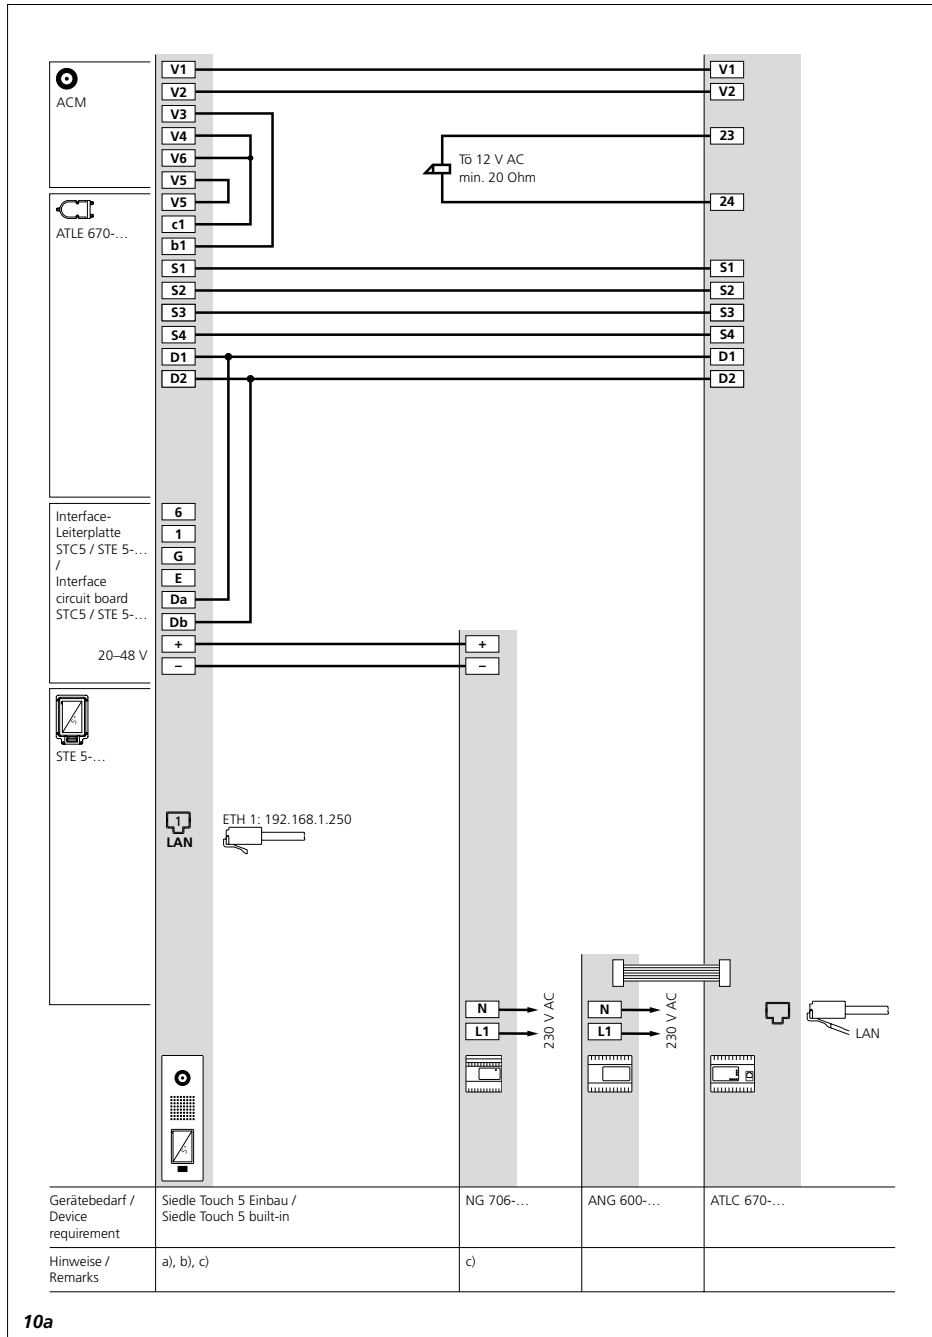 ACM
V1
V2
V3
V4
V6
V5
V5
c1
b1
S1
S2
S3
S4
D1
D2
ATLE 670-…
V1
V2
23
Tö 12 V AC
min. 20 Ohm
24
S1
S2
S3
S4
D1
D2
Interface-
Leiterplatte
STC5 / STE 5-…
/
Interface
circuit board
STC5 / STE 5-…
20–48 V
6
1
G
E
Da
Db
+
–
+
–
STE 5-…
1
LAN
ETH 1: 192.168.1.250
N
L1
230 V AC
N
L1
230 V AC
LAN
Gerätebedarf /
Device
requirement
Siedle Touch 5 Einbau /
Siedle Touch 5 built-in
NG 706-…
ANG 600-…
ATLC 670-…
Hinweise /
Remarks
a), b), c)
c)
10a